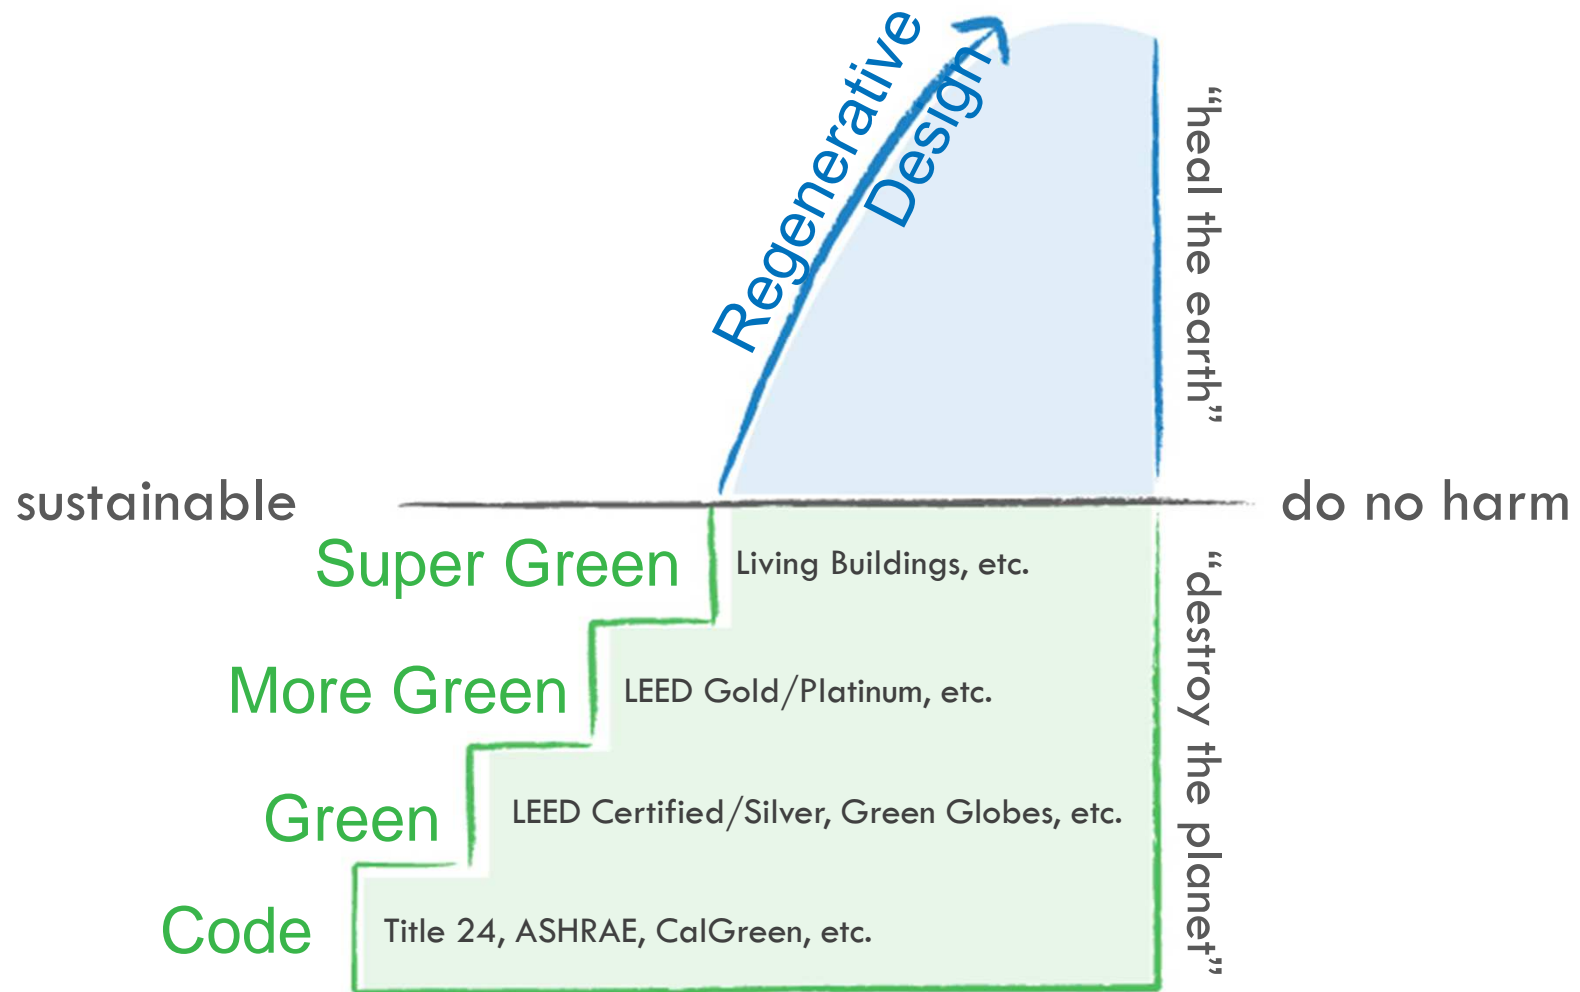 Regenerative
Design
“heal the earth”
sustainable
do no harm
Super Green
Living Buildings, etc.
“destroy the planet”
More Green
LEED Gold/Platinum, etc.
Green
LEED Certified/Silver, Green Globes, etc.
Code
Title 24, ASHRAE, CalGreen, etc.